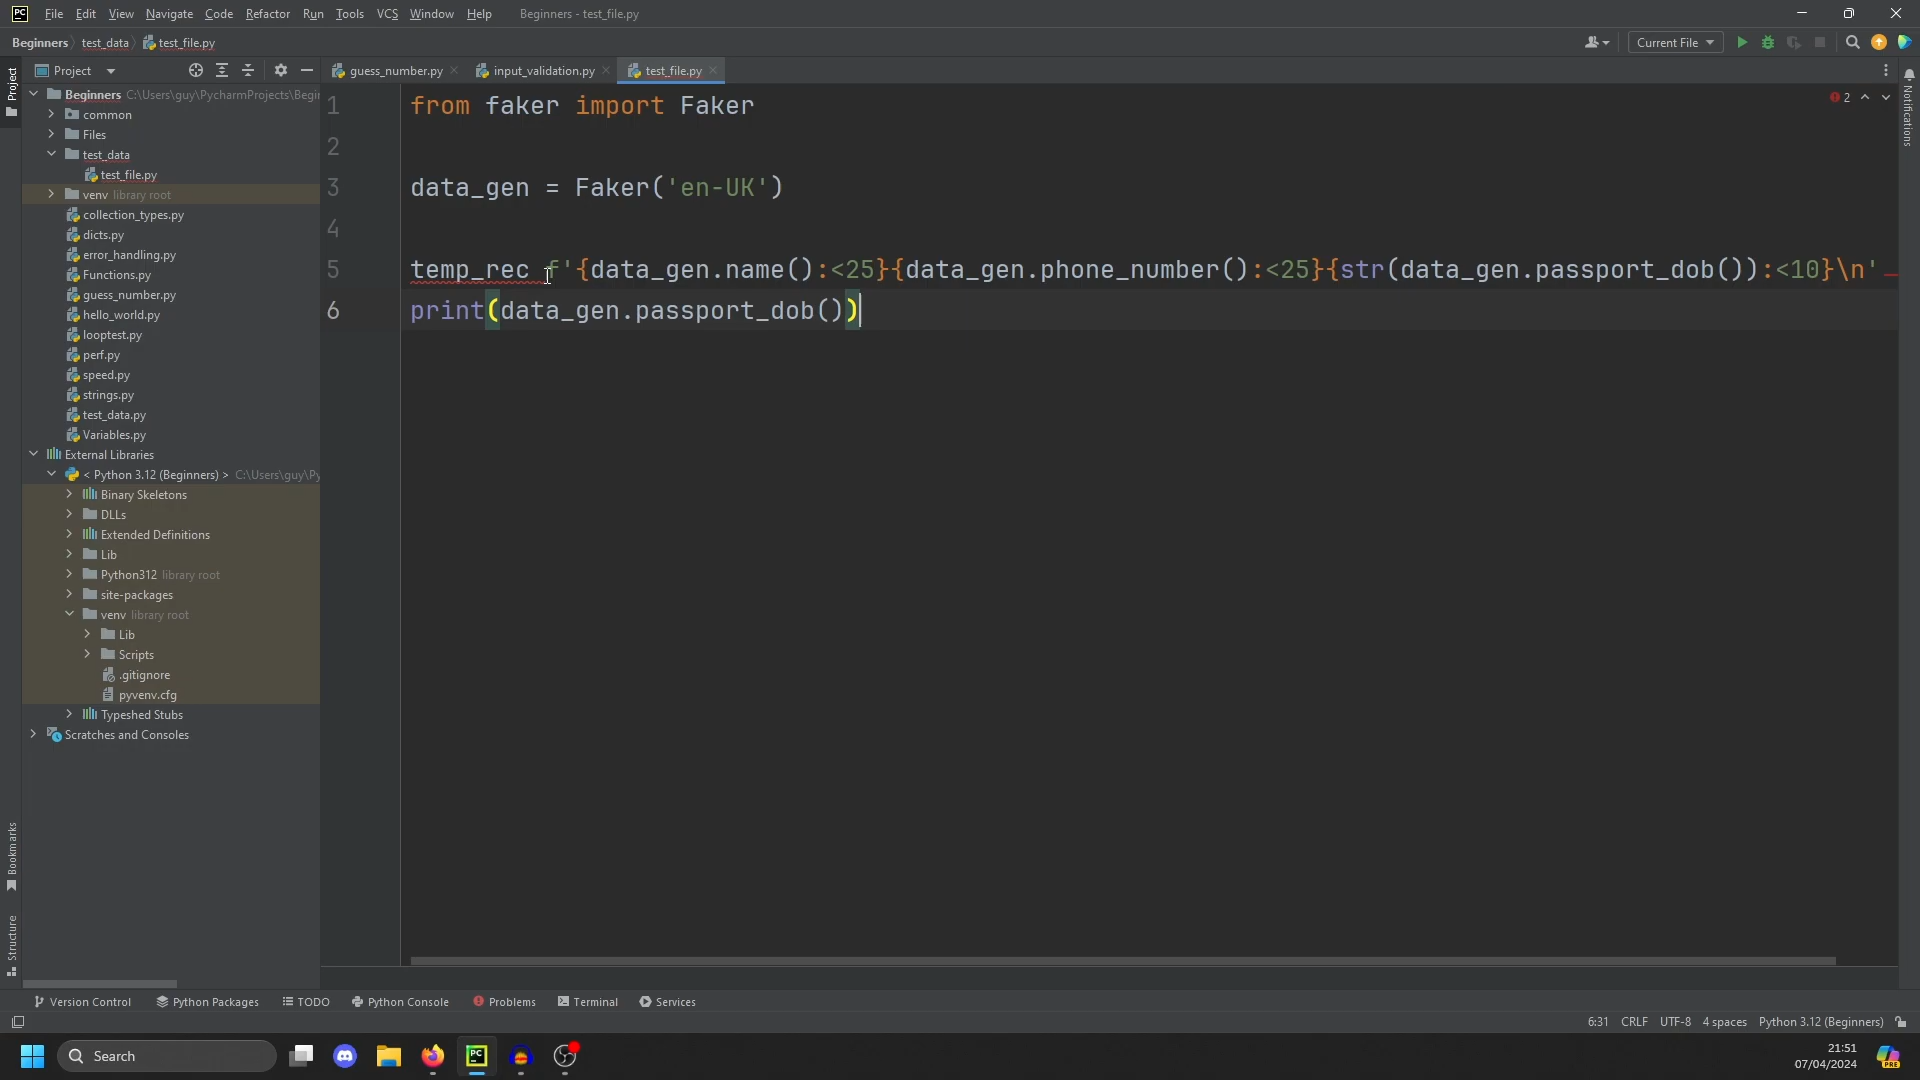 PC File Edit View Navigate Code Refactor Run Tools VCS Window Help Beginners - test_file.py
Beginners test_data test_file.py Current File
Project guess_number.py input_validation.py test_file.py
Project
Beginners C:\Users\guy\PycharmProjects\Begi
common
Files
test_data
test_file.py
venv library root
collection_types.py
dicts.py
error_handling.py
Functions.py
guess_number.py
hello_world.py
looptest.py
perf.py
speed.py
strings.py
test_data.py
Variables.py
External Libraries
< Python 3.12 (Beginners) > C:\Users\guy\Py
Binary Skeletons
DLLs
Extended Definitions
Lib
Python312 library root
site-packages
venv library root
Lib
Scripts
.gitignore
pyvenv.cfg
Typeshed Stubs
Scratches and Consoles
Bookmarks
Structure
1 from faker import Faker
2
3 data_gen = Faker('en-UK')
4
5 temp_rec f'{data_gen.name():<25}{data_gen.phone_number():<25}{str(data_gen.passport_dob()):<10}\n'
6 print(data_gen.passport_dob())
2
Notifications
Version Control Python Packages TODO Python Console Problems Terminal Services
6:31 CRLF UTF-8 4 spaces Python 3.12 (Beginners)
Search PC PRE
21:51
07/04/2024